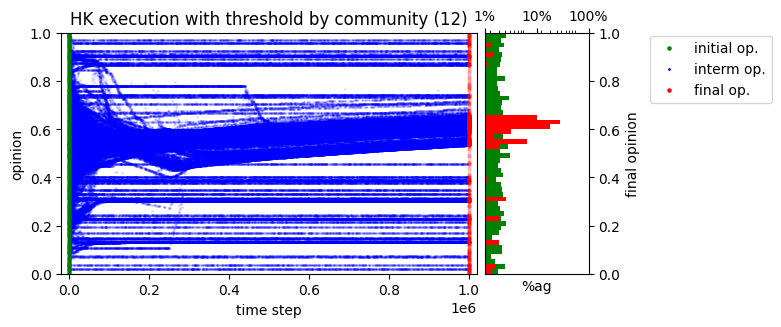 HK execution with threshold by community (12)
1% 10% 100%
initial op.
interm op.
final op.
1.0 1.0
0.8 0.8
0.6 0.6
0.4 0.4
0.2 0.2
0.0 0.0
opinion
final opinion
0.0 0.2 0.4 0.6 0.8 1.0
1e6
time step
%ag